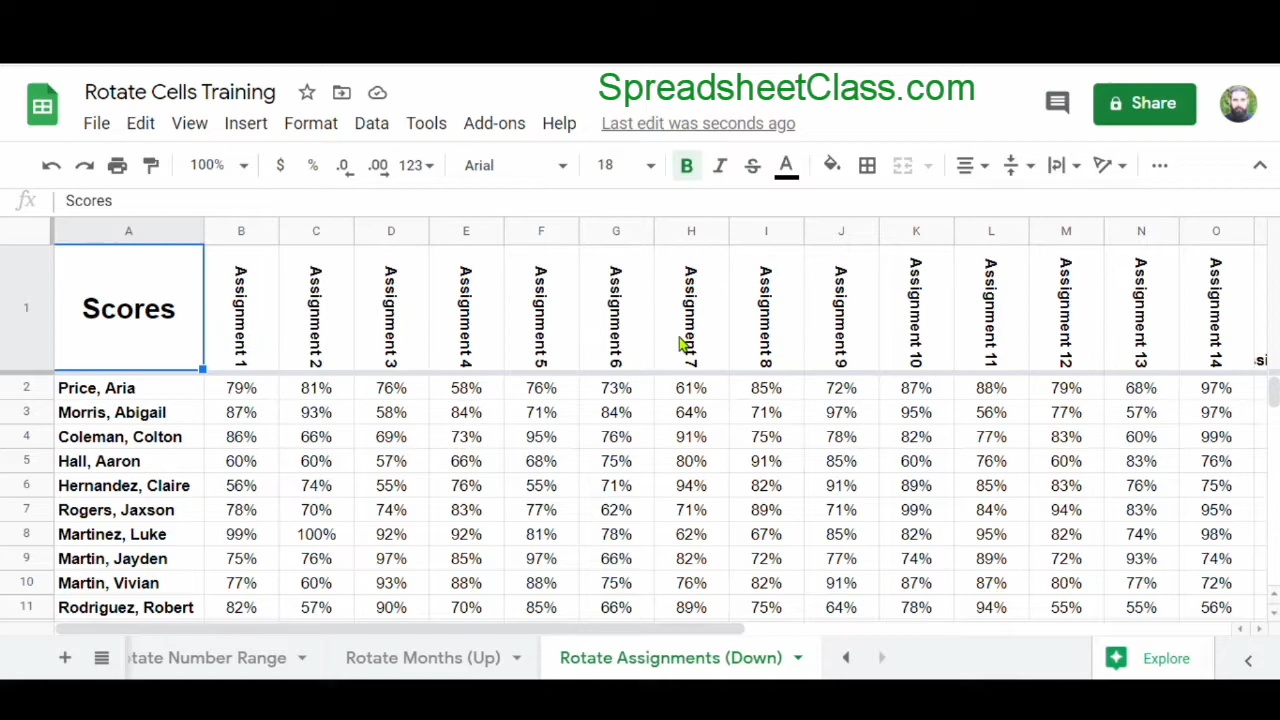 SpreadsheetClass.com
Rotate Cells Training
Share
File Edit View Insert Format Data Tools Add-ons Help Last edit was seconds ago
100% $ % .0 .00 123 Arial 18 B I S A
fx Scores
A B C D E F G H I J K L M N O
1 Scores Assignment 1 Assignment 2 Assignment 3 Assignment 4 Assignment 5 Assignment 6 Assignment 7 Assignment 8 Assignment 9 Assignment 10 Assignment 11 Assignment 12 Assignment 13 Assignment 14
2 Price, Aria 79% 81% 76% 58% 76% 73% 61% 85% 72% 87% 88% 79% 68% 97%
3 Morris, Abigail 87% 93% 58% 84% 71% 84% 64% 71% 97% 95% 56% 77% 57% 97%
4 Coleman, Colton 86% 66% 69% 73% 95% 76% 91% 75% 78% 82% 77% 83% 60% 99%
5 Hall, Aaron 60% 60% 57% 66% 68% 75% 80% 91% 85% 60% 76% 60% 83% 76%
6 Hernandez, Claire 56% 74% 55% 76% 55% 71% 94% 82% 91% 89% 85% 83% 76% 75%
7 Rogers, Jaxson 78% 70% 74% 83% 77% 62% 71% 89% 71% 99% 84% 94% 83% 95%
8 Martinez, Luke 99% 100% 92% 92% 81% 78% 62% 67% 85% 82% 95% 82% 74% 98%
9 Martin, Jayden 75% 76% 97% 85% 97% 66% 82% 72% 77% 74% 89% 72% 93% 74%
10 Martin, Vivian 77% 60% 93% 88% 88% 75% 76% 82% 91% 87% 87% 80% 77% 72%
11 Rodriguez, Robert 82% 57% 90% 70% 85% 66% 89% 75% 64% 78% 94% 55% 55% 56%
tate Number Range Rotate Months (Up) Rotate Assignments (Down) Explore